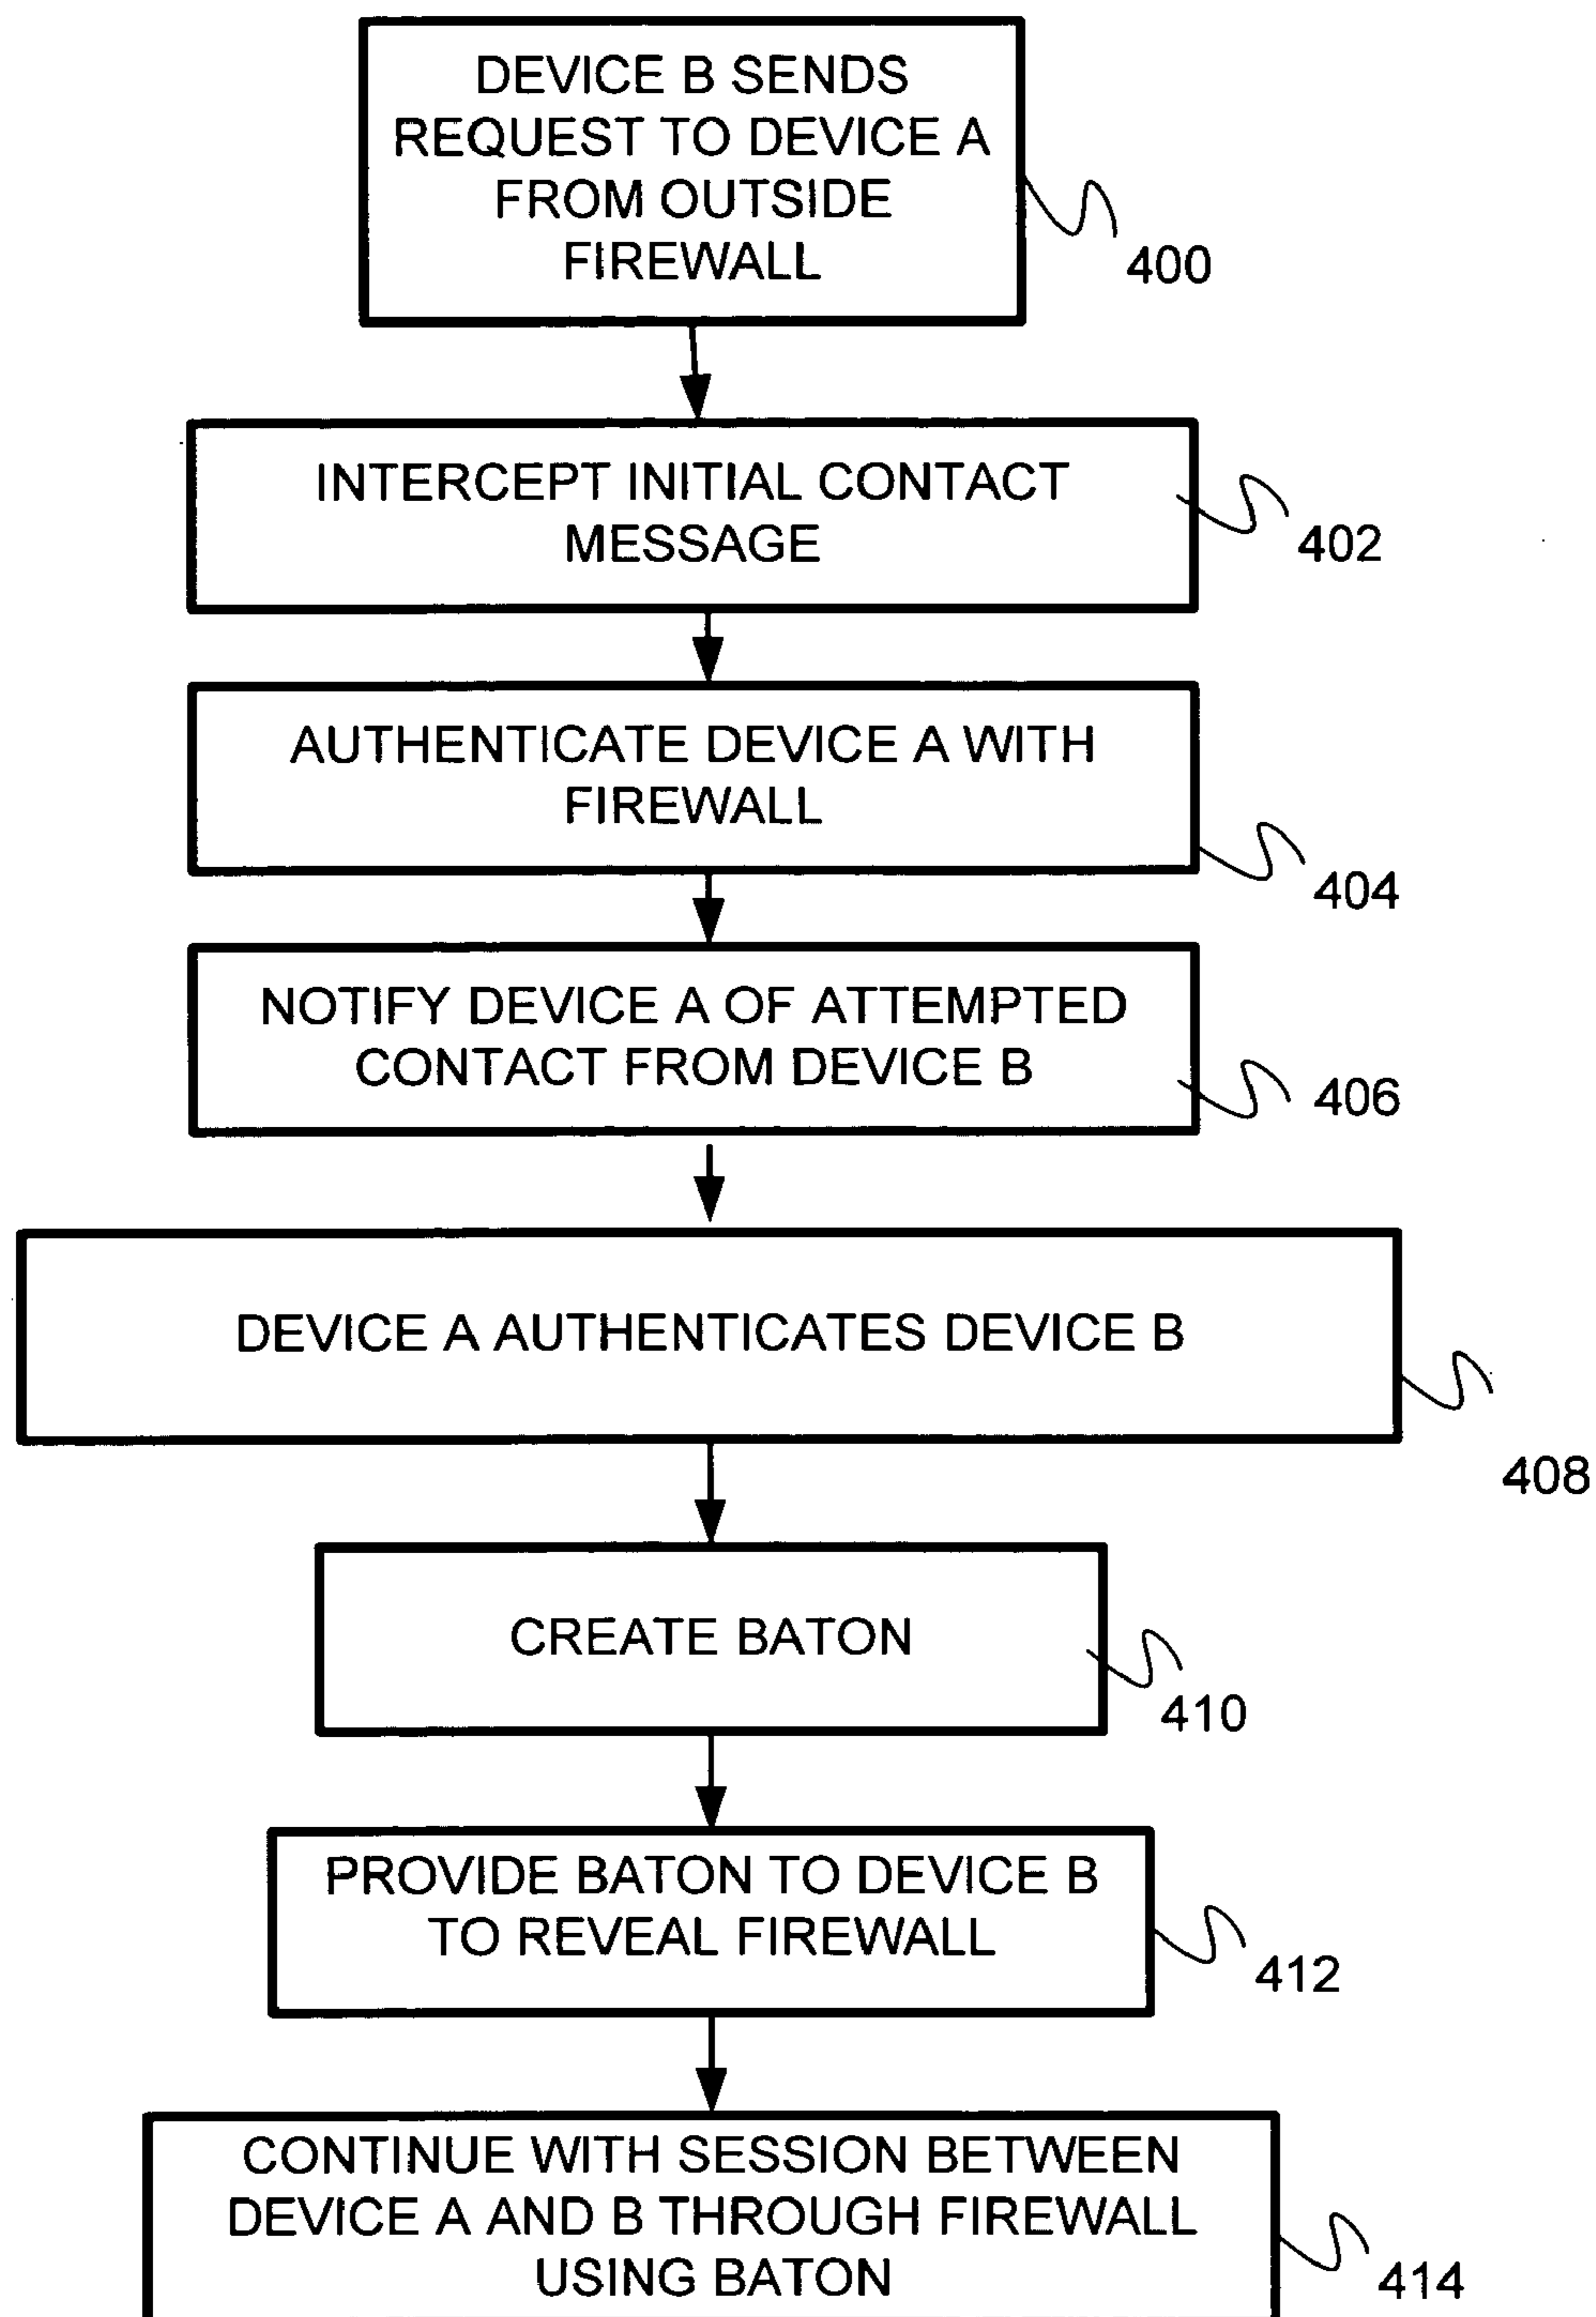 DEVICE B SENDS
REQUEST TO DEVICE A
FROM OUTSIDE
FIREWALL
400
INTERCEPT INITIAL CONTACT
MESSAGE
402
AUTHENTICATE DEVICE A WITH
FIREWALL
404
NOTIFY DEVICE A OF ATTEMPTED
CONTACT FROM DEVICE B
406
DEVICE A AUTHENTICATES DEVICE B
408
CREATE BATON
410
PROVIDE BATON TO DEVICE B
TO REVEAL FIREWALL
412
CONTINUE WITH SESSION BETWEEN
DEVICE A AND B THROUGH FIREWALL
USING BATON
414